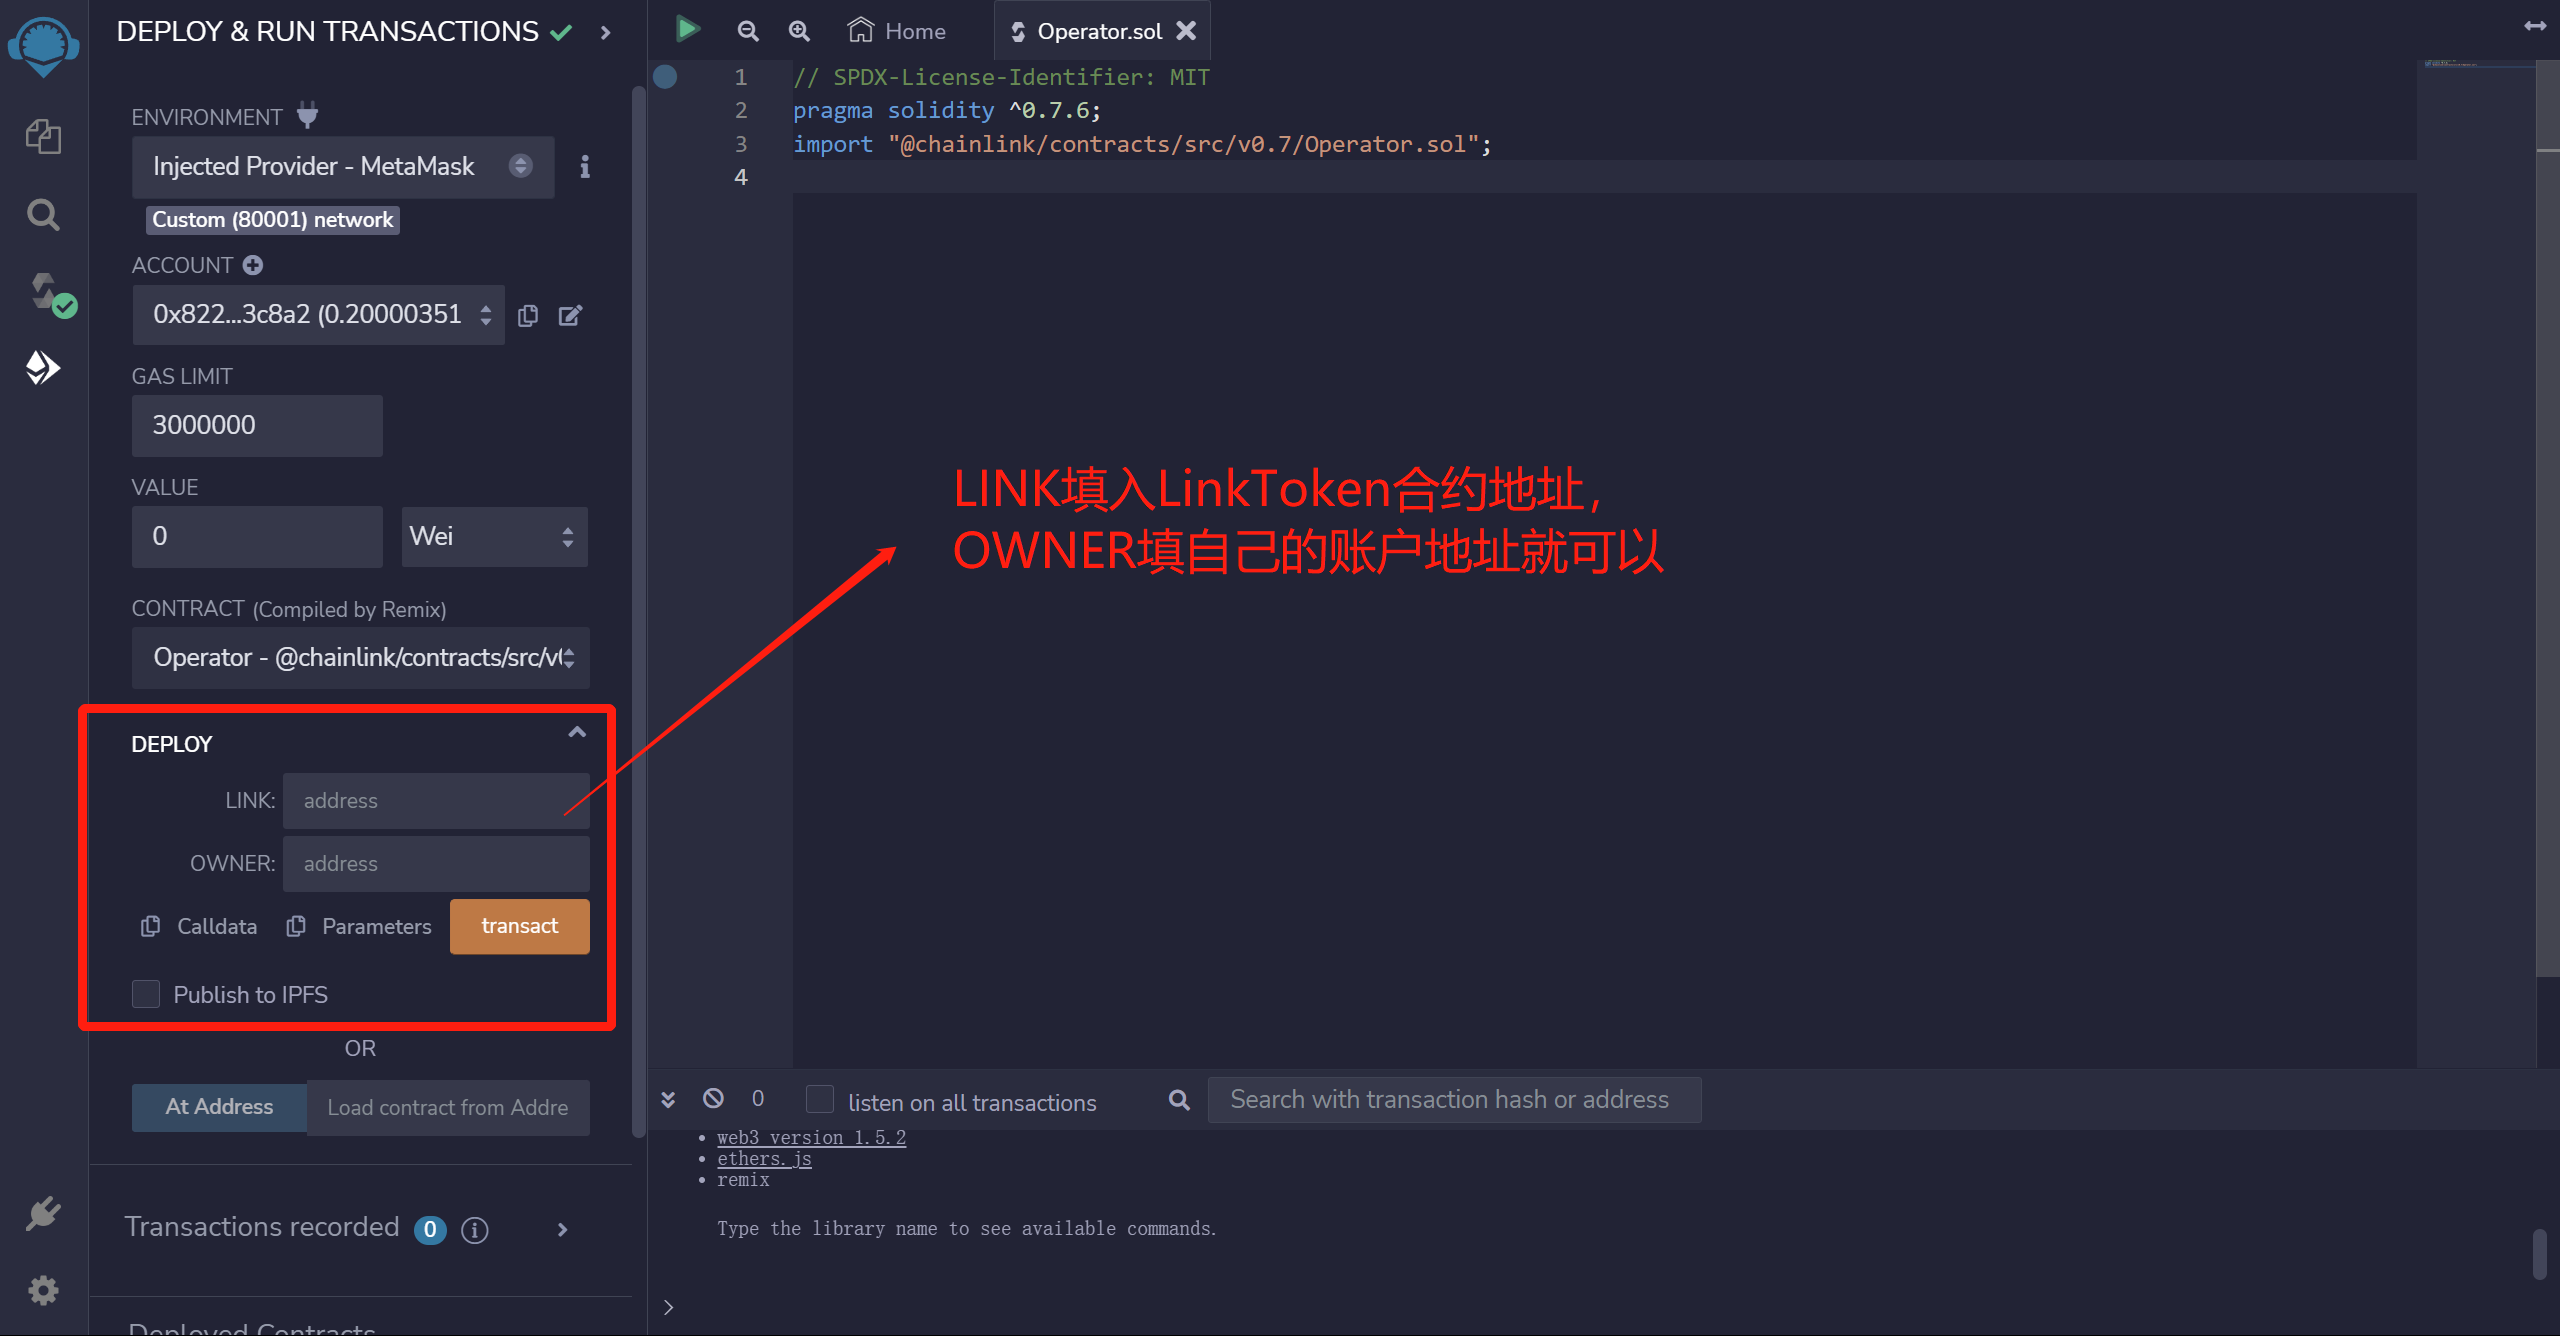 DEPLOY & RUN TRANSACTIONS
ENVIRONMENT
Injected Provider - MetaMask
Custom (80001) network
ACCOUNT
0x822...3c8a2 (0.20000351
GAS LIMIT
3000000
VALUE
0
Wei
CONTRACT (Compiled by Remix)
Operator - @chainlink/contracts/src/v0
DEPLOY
LINK: address
OWNER: address
Calldata
Parameters
transact
Publish to IPFS
OR
At Address
Load contract from Addre
Transactions recorded 0
Deployed Contracts
Home
Operator.sol
1 // SPDX-License-Identifier: MIT
2 pragma solidity ^0.7.6;
3 import "@chainlink/contracts/src/v0.7/Operator.sol";
4
LINK填入LinkToken合约地址，
OWNER填自己的账户地址就可以
0
listen on all transactions
Search with transaction hash or address
• web3 version 1.5.2
• ethers.js
• remix
Type the library name to see available commands.
>